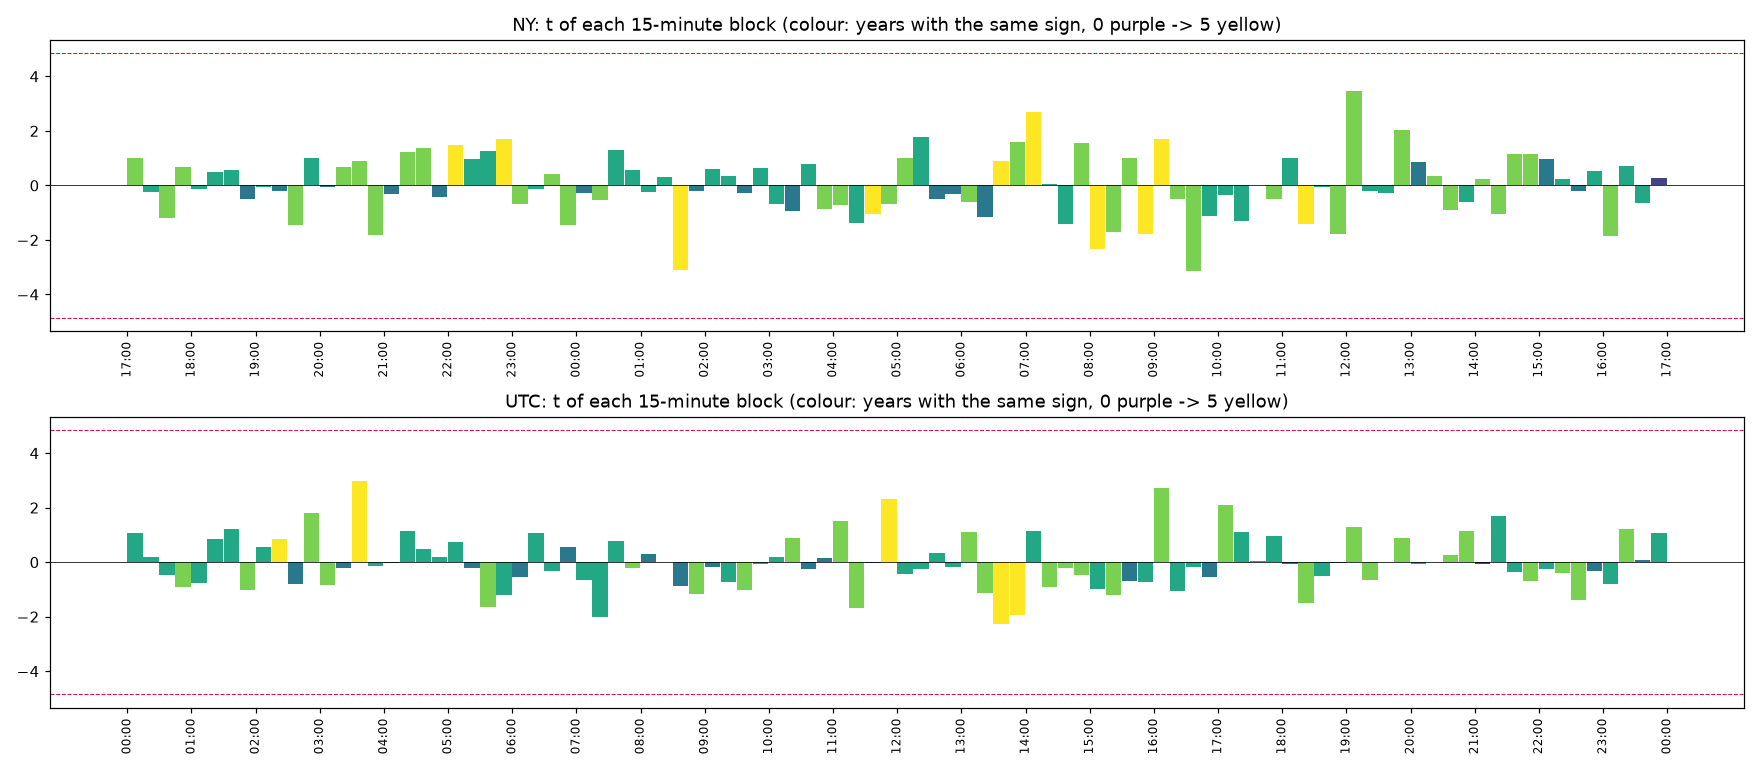 NY: t of each 15-minute block (colour: years with the same sign, 0 purple -> 5 yellow)
4
2
0
−2
−4
17:00 18:00 19:00 20:00 21:00 22:00 23:00 00:00 01:00 02:00 03:00 04:00 05:00 06:00 07:00 08:00 09:00 10:00 11:00 12:00 13:00 14:00 15:00 16:00 17:00
UTC: t of each 15-minute block (colour: years with the same sign, 0 purple -> 5 yellow)
4
2
0
−2
−4
00:00 01:00 02:00 03:00 04:00 05:00 06:00 07:00 08:00 09:00 10:00 11:00 12:00 13:00 14:00 15:00 16:00 17:00 18:00 19:00 20:00 21:00 22:00 23:00 00:00